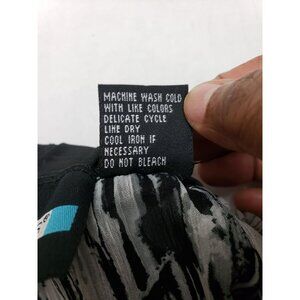 MACHINE WASH COLD
WITH LIKE COLORS
DELICATE CYCLE
LINE DRY
COOL IRON IF
NECESSARY
DO NOT BLEACH